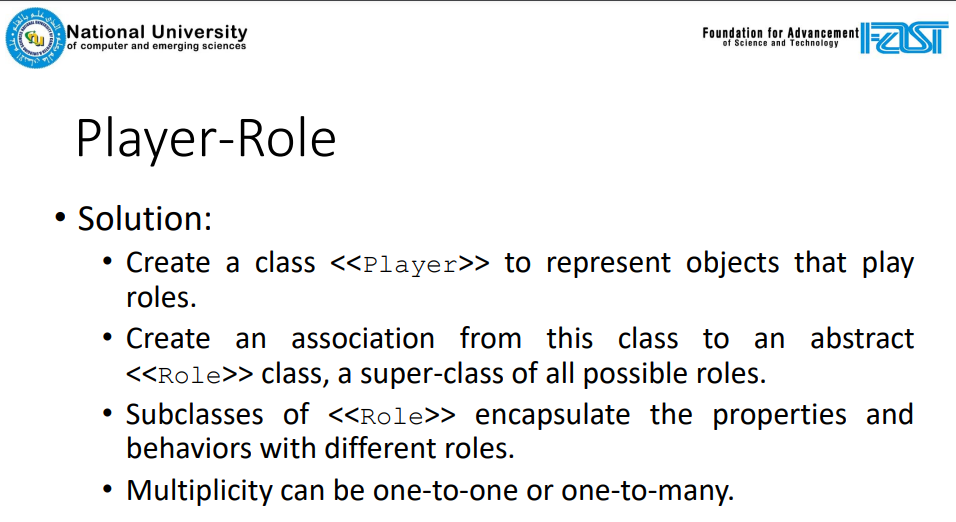 National University
of computer and emerging sciences
Foundation for Advancement
of Science and Technology
FAST
Player-Role
• Solution:
• Create a class <<Player>> to represent objects that play
roles.
• Create an association from this class to an abstract
<<Role>> class, a super-class of all possible roles.
• Subclasses of <<Role>> encapsulate the properties and
behaviors with different roles.
• Multiplicity can be one-to-one or one-to-many.